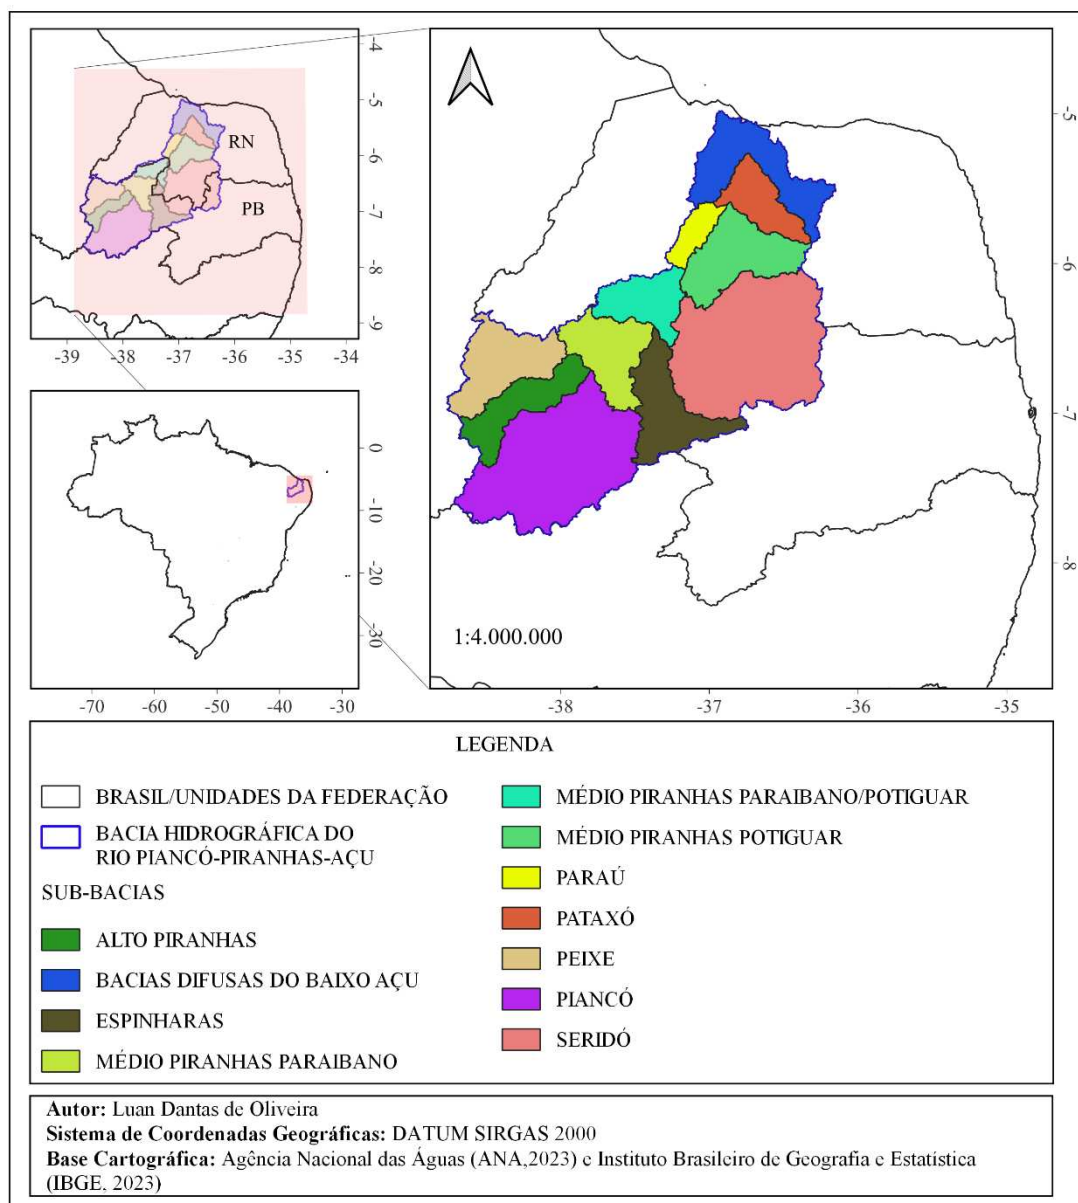 -4
-5
-6
-7
-8
-9
RN
PB
-39 -38 -37 -36 -35 -34
0
-10
-20
-30
-70 -60 -50 -40 -30
-5
-6
-7
-8
1:4.000.000
-38 -37 -36 -35
LEGENDA
BRASIL/UNIDADES DA FEDERAÇÃO
BACIA HIDROGRÁFICA DO
RIO PIANCÓ-PIRANHAS-AÇU
SUB-BACIAS
ALTO PIRANHAS
BACIAS DIFUSAS DO BAIXO AÇU
ESPINHARAS
MÉDIO PIRANHAS PARAIBANO
MÉDIO PIRANHAS PARAIBANO/POTIGUAR
MÉDIO PIRANHAS POTIGUAR
PARAÚ
PATAXÓ
PEIXE
PIANCÓ
SERIDÓ
Autor: Luan Dantas de Oliveira
Sistema de Coordenadas Geográficas: DATUM SIRGAS 2000
Base Cartográfica: Agência Nacional das Águas (ANA,2023) e Instituto Brasileiro de Geografia e Estatística
(IBGE, 2023)